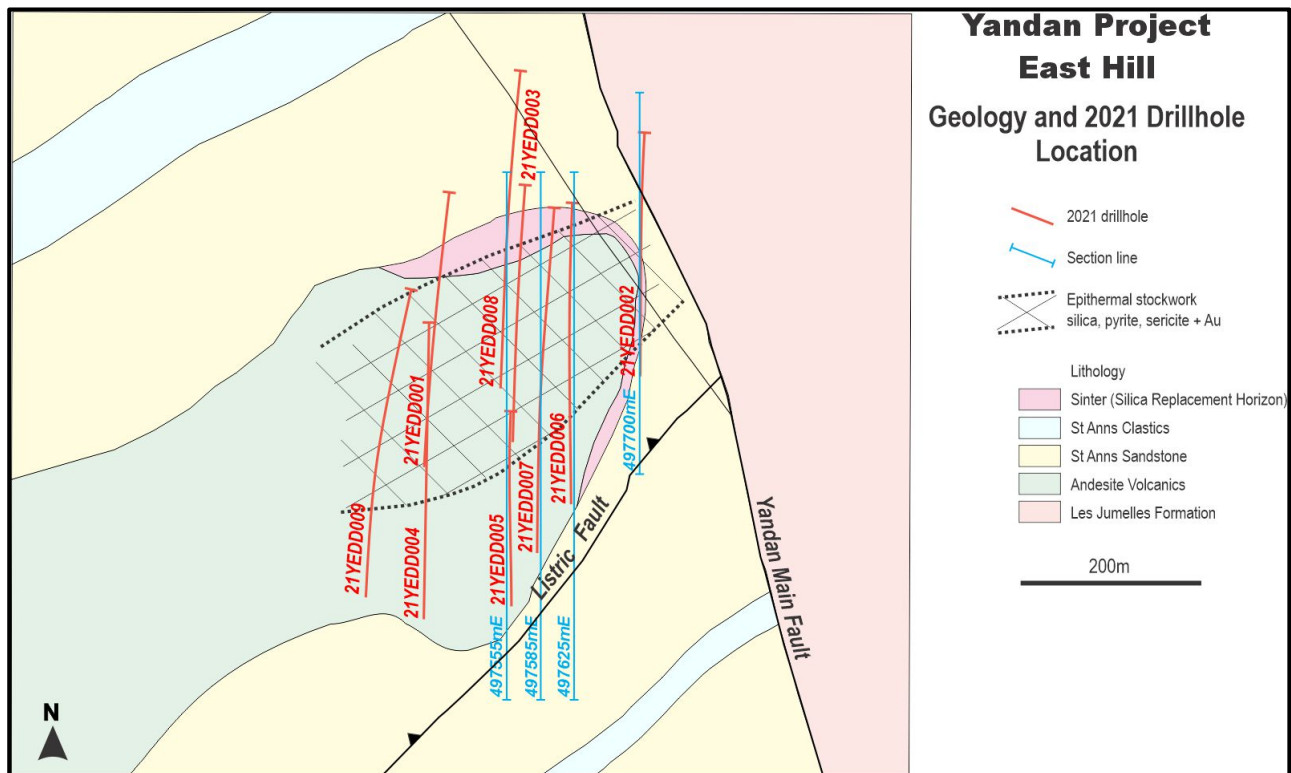 Yandan Project
East Hill
Geology and 2021 Drillhole
Location
2021 drillhole
Section line
Epithermal stockwork
silica, pyrite, sericite + Au
Lithology
Sinter (Silica Replacement Horizon)
St Anns Clastics
St Anns Sandstone
Andesite Volcanics
Les Jumelles Formation
200m
21YEDD003
21YEDD008
21YEDD002
21YEDD001
497700mE
21YEDD006
21YEDD007
21YEDD009
21YEDD004
21YEDD005
Listric Fault
Yandan Main Fault
497555mE
497585mE
497625mE
N